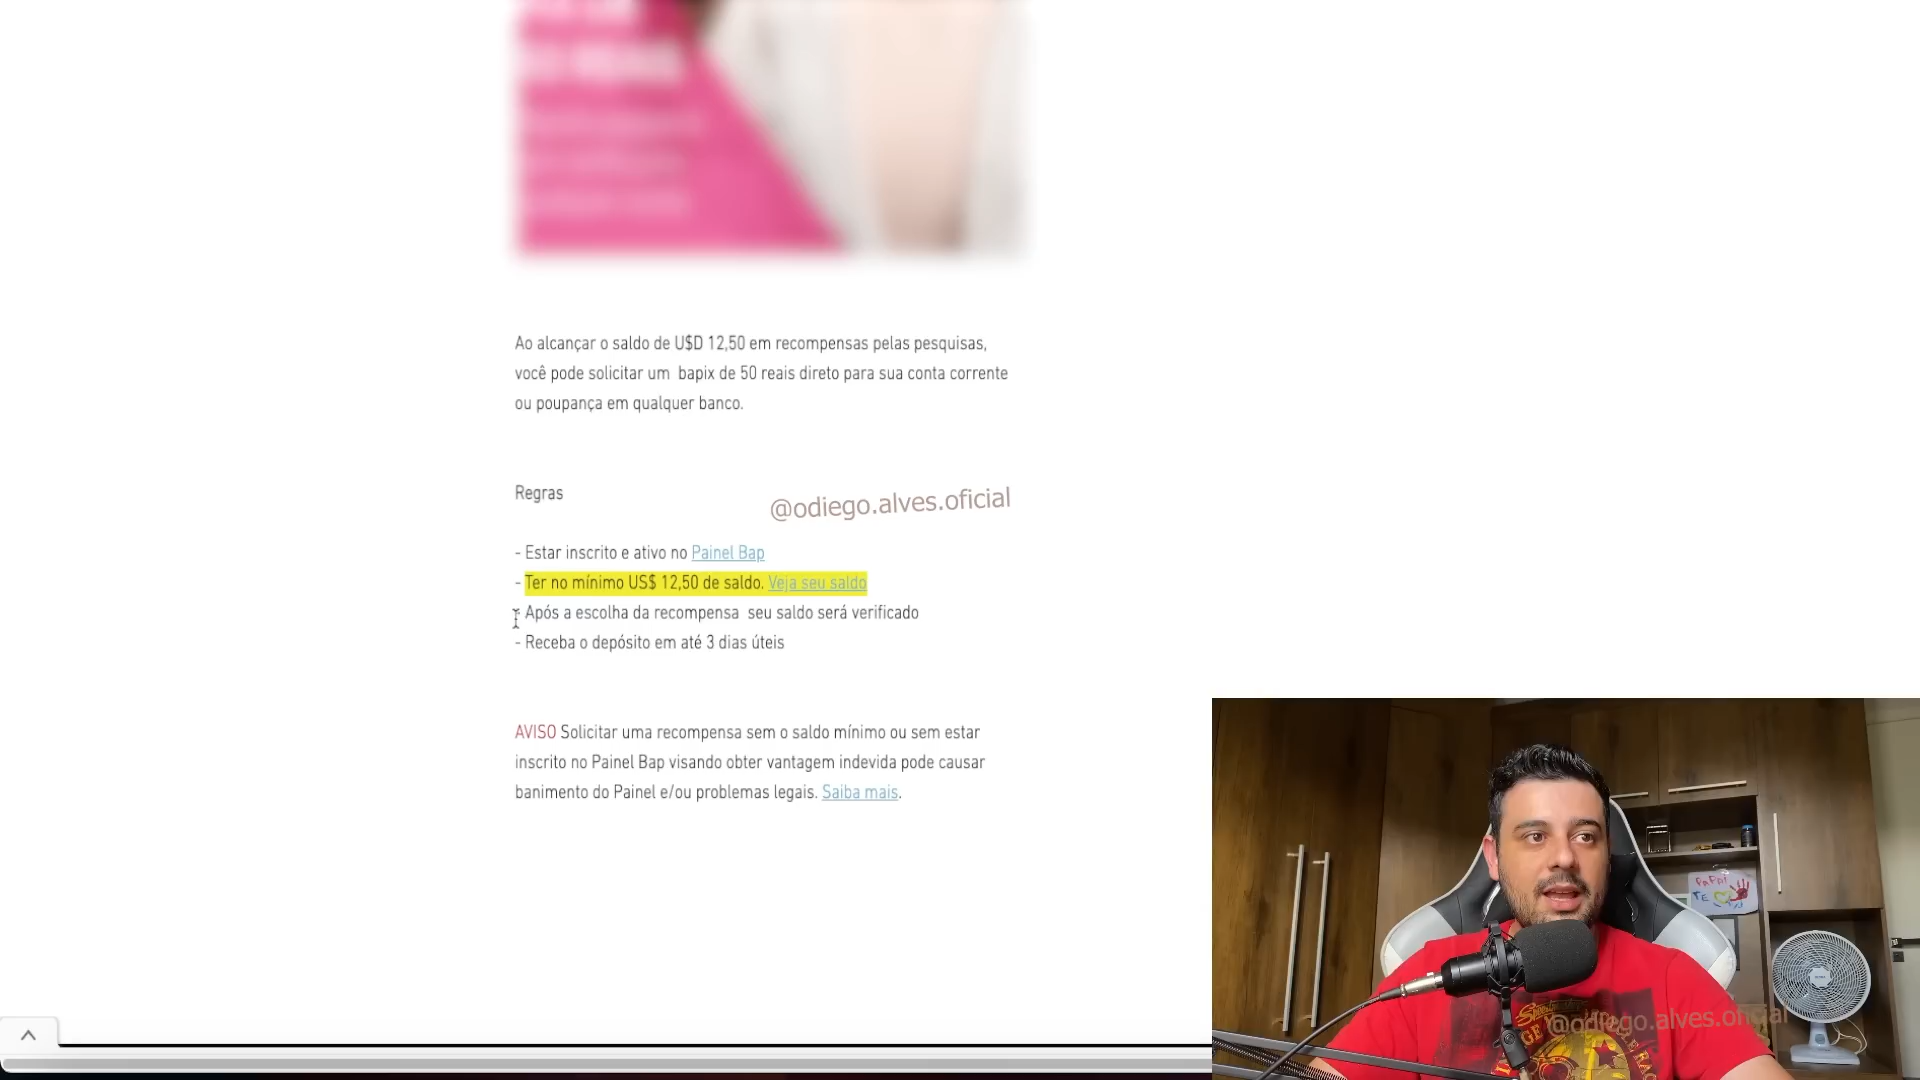 Ao alcançar o saldo de U$D 12,50 em recompensas pelas pesquisas,
você pode solicitar um  bapix de 50 reais direto para sua conta corrente
ou poupança em qualquer banco.
Regras
@odiego.alves.oficial
- Estar inscrito e ativo no Painel Bap
- Ter no mínimo US$ 12,50 de saldo. Veja seu saldo
- Após a escolha da recompensa  seu saldo será verificado
- Receba o depósito em até 3 dias úteis
AVISO Solicitar uma recompensa sem o saldo mínimo ou sem estar
inscrito no Painel Bap visando obter vantagem indevida pode causar
banimento do Painel e/ou problemas legais. Saiba mais.
PAPAI
TE
@odiego.alves.oficial